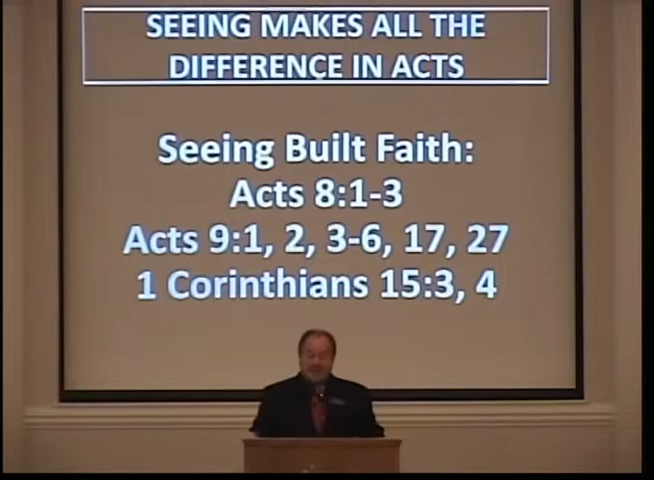 SEEING MAKES ALL THE
DIFFERENCE IN ACTS
Seeing Built Faith:
Acts 8:1-3
Acts 9:1, 2, 3-6, 17, 27
1 Corinthians 15:3, 4